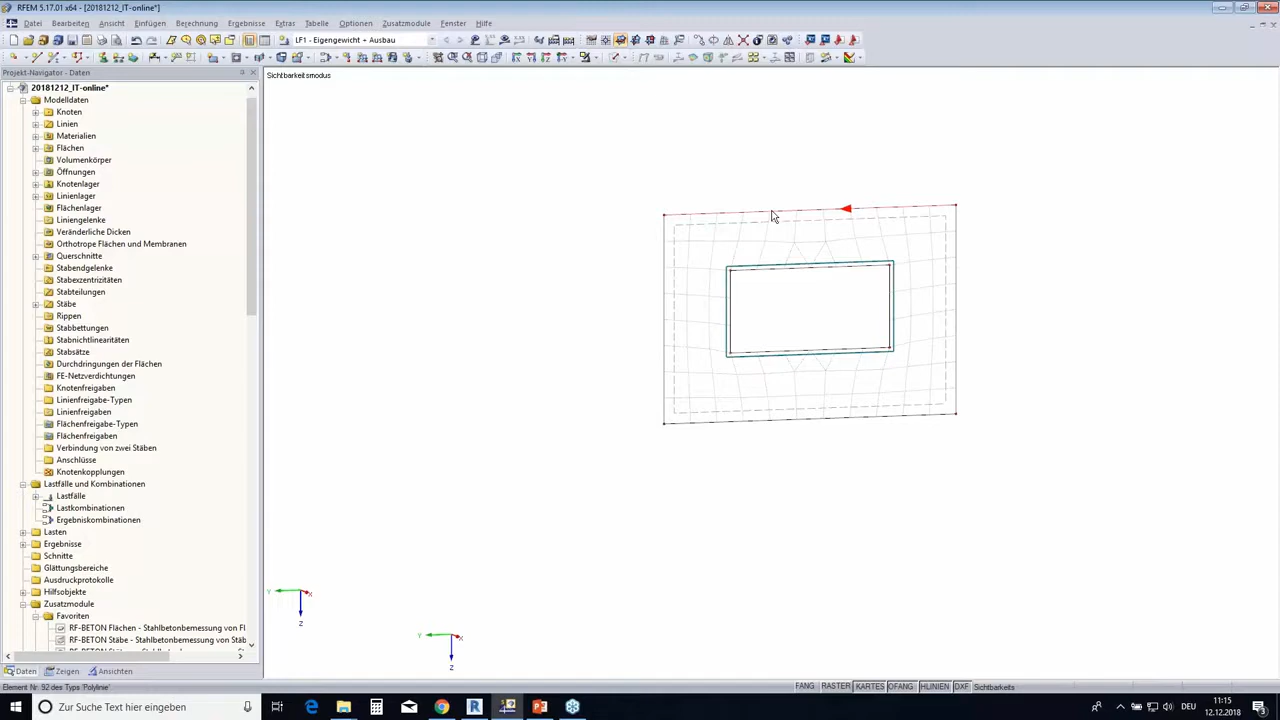 RFEM 5.17.01 x64 - [20181212_IT-online*]
Datei Bearbeiten Ansicht Einfügen Berechnung Ergebnisse Extras Tabelle Optionen Zusatzmodule Fenster Hilfe
LF1 - Eigengewicht + Ausbau
Projekt-Navigator - Daten
Sichtbarkeitsmodus
20181212_IT-online*
Modelldaten
Knoten
Linien
Materialien
Flächen
Volumenkörper
Öffnungen
Knotenlager
Linienlager
Flächenlager
Liniengelenke
Veränderliche Dicken
Orthotrope Flächen und Membranen
Querschnitte
Stabendgelenke
Stabexzentrizitäten
Stabteilungen
Stäbe
Rippen
Stabbettungen
Stabnichtlinearitäten
Stabsätze
Durchdringungen der Flächen
FE-Netzverdichtungen
Knotenfreigaben
Linienfreigabe-Typen
Linienfreigaben
Flächenfreigabe-Typen
Flächenfreigaben
Verbindung von zwei Stäben
Anschlüsse
Knotenkopplungen
Lastfälle und Kombinationen
Lastfälle
Lastkombinationen
Ergebniskombinationen
Lasten
Ergebnisse
Schnitte
Glättungsbereiche
Ausdruckprotokolle
Hilfsobjekte
Zusatzmodule
Favoriten
RF-BETON Flächen - Stahlbetonbemessung von Fl
RF-BETON Stäbe - Stahlbetonbemessung von Stäb
Y X
Z
Y X
Z
Daten Zeigen Ansichten
Element Nr. 92 des Typs 'Polylinie'
FANG RASTER KARTES OFANG HLINIEN DXF Sichtbarkeits
Zur Suche Text hier eingeben
DEU
11:15
12.12.2018
3